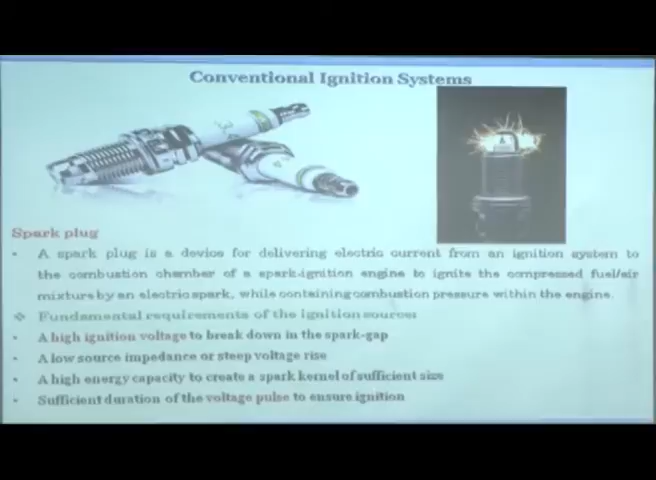 Conventional Ignition Systems
Spark plug
• A spark plug is a device for delivering electric current from an ignition system to
the combustion chamber of a spark-ignition engine to ignite the compressed fuel/air
mixture by an electric spark, while containing combustion pressure within the engine.
❖ Fundamental requirements of the ignition sources
• A high ignition voltage to break down in the spark-gap
• A low source impedance or steep voltage rise
• A high energy capacity to create a spark kernel of sufficient size
• Sufficient duration of the voltage pulse to ensure ignition